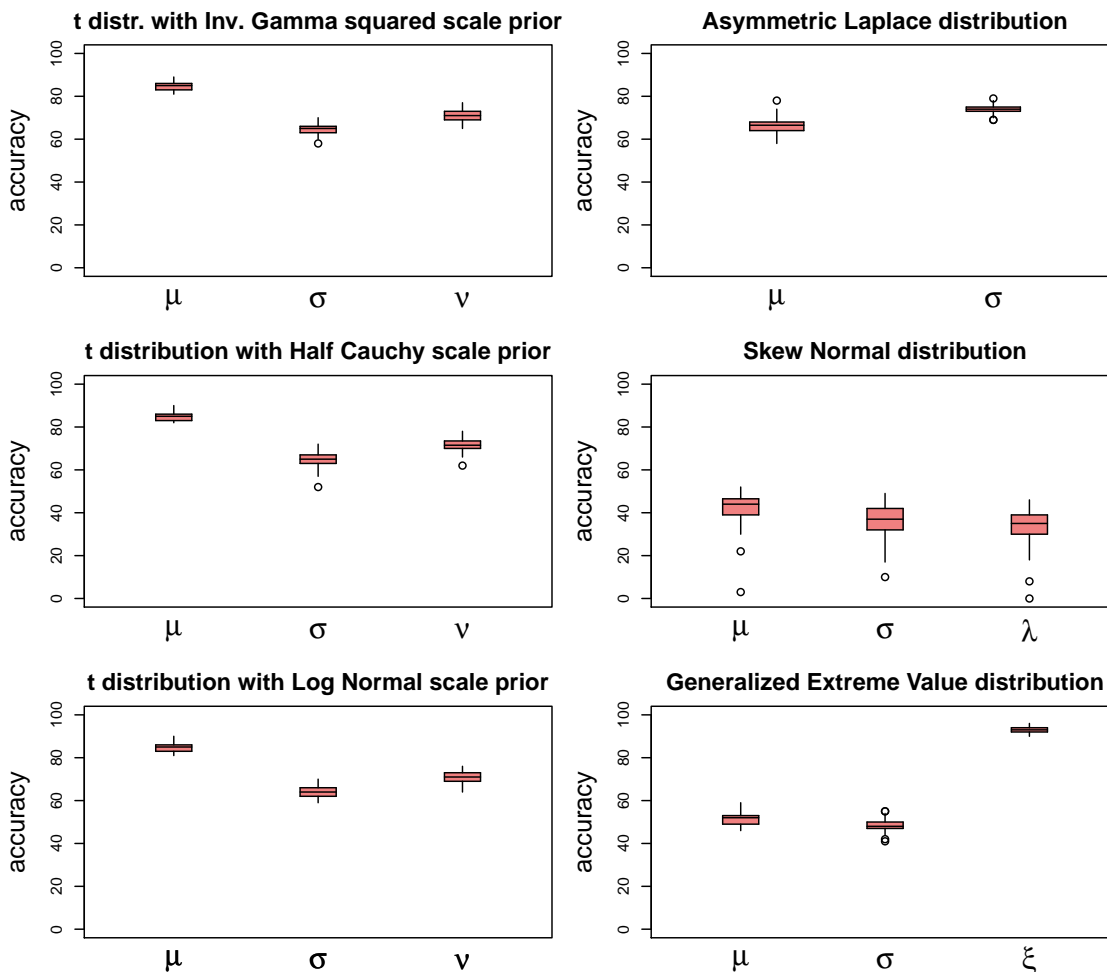 t distr. with Inv. Gamma squared scale prior
accuracy
0 20 40 60 80 100
μ σ ν
Asymmetric Laplace distribution
accuracy
0 20 40 60 80 100
μ σ
t distribution with Half Cauchy scale prior
accuracy
0 20 40 60 80 100
μ σ ν
Skew Normal distribution
accuracy
0 20 40 60 80 100
μ σ λ
t distribution with Log Normal scale prior
accuracy
0 20 40 60 80 100
μ σ ν
Generalized Extreme Value distribution
accuracy
0 20 40 60 80 100
μ σ ξ